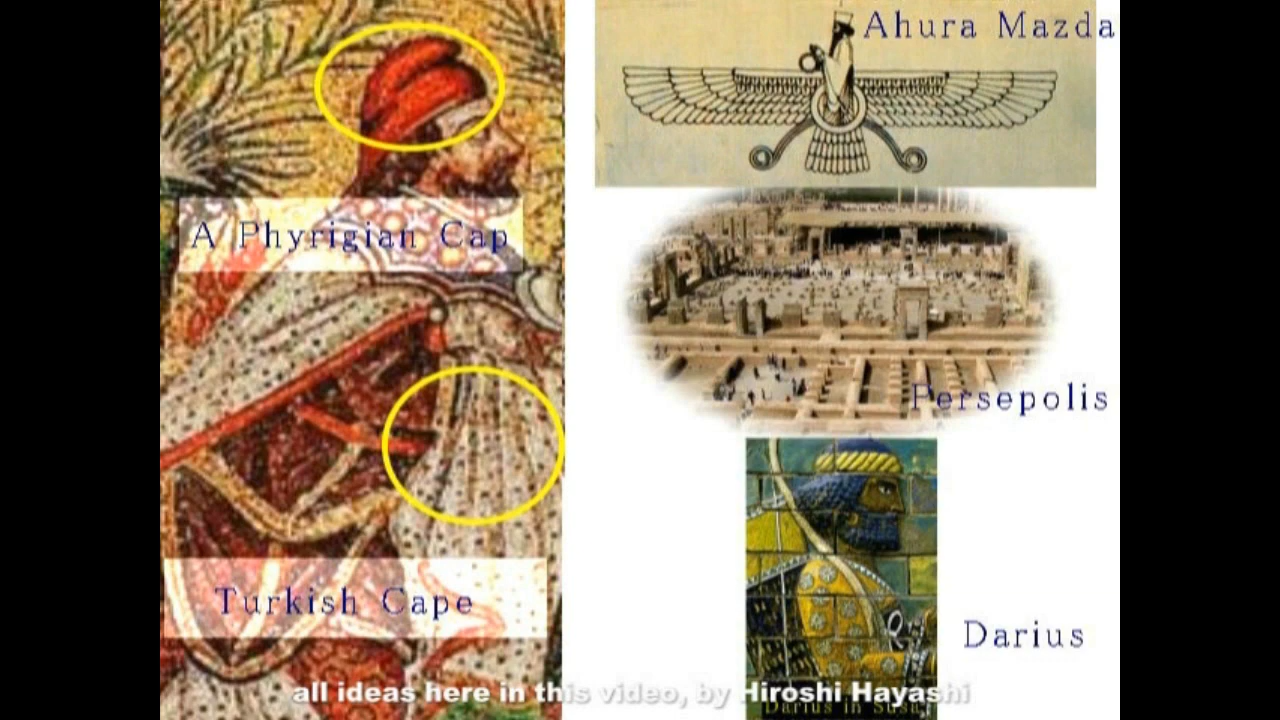 Ahura Mazda
A Phyrigian Cap
Persepolis
Turkish Cape
Darius
all ideas here in this video, by Hiroshi Hayashi
Darius in Susa